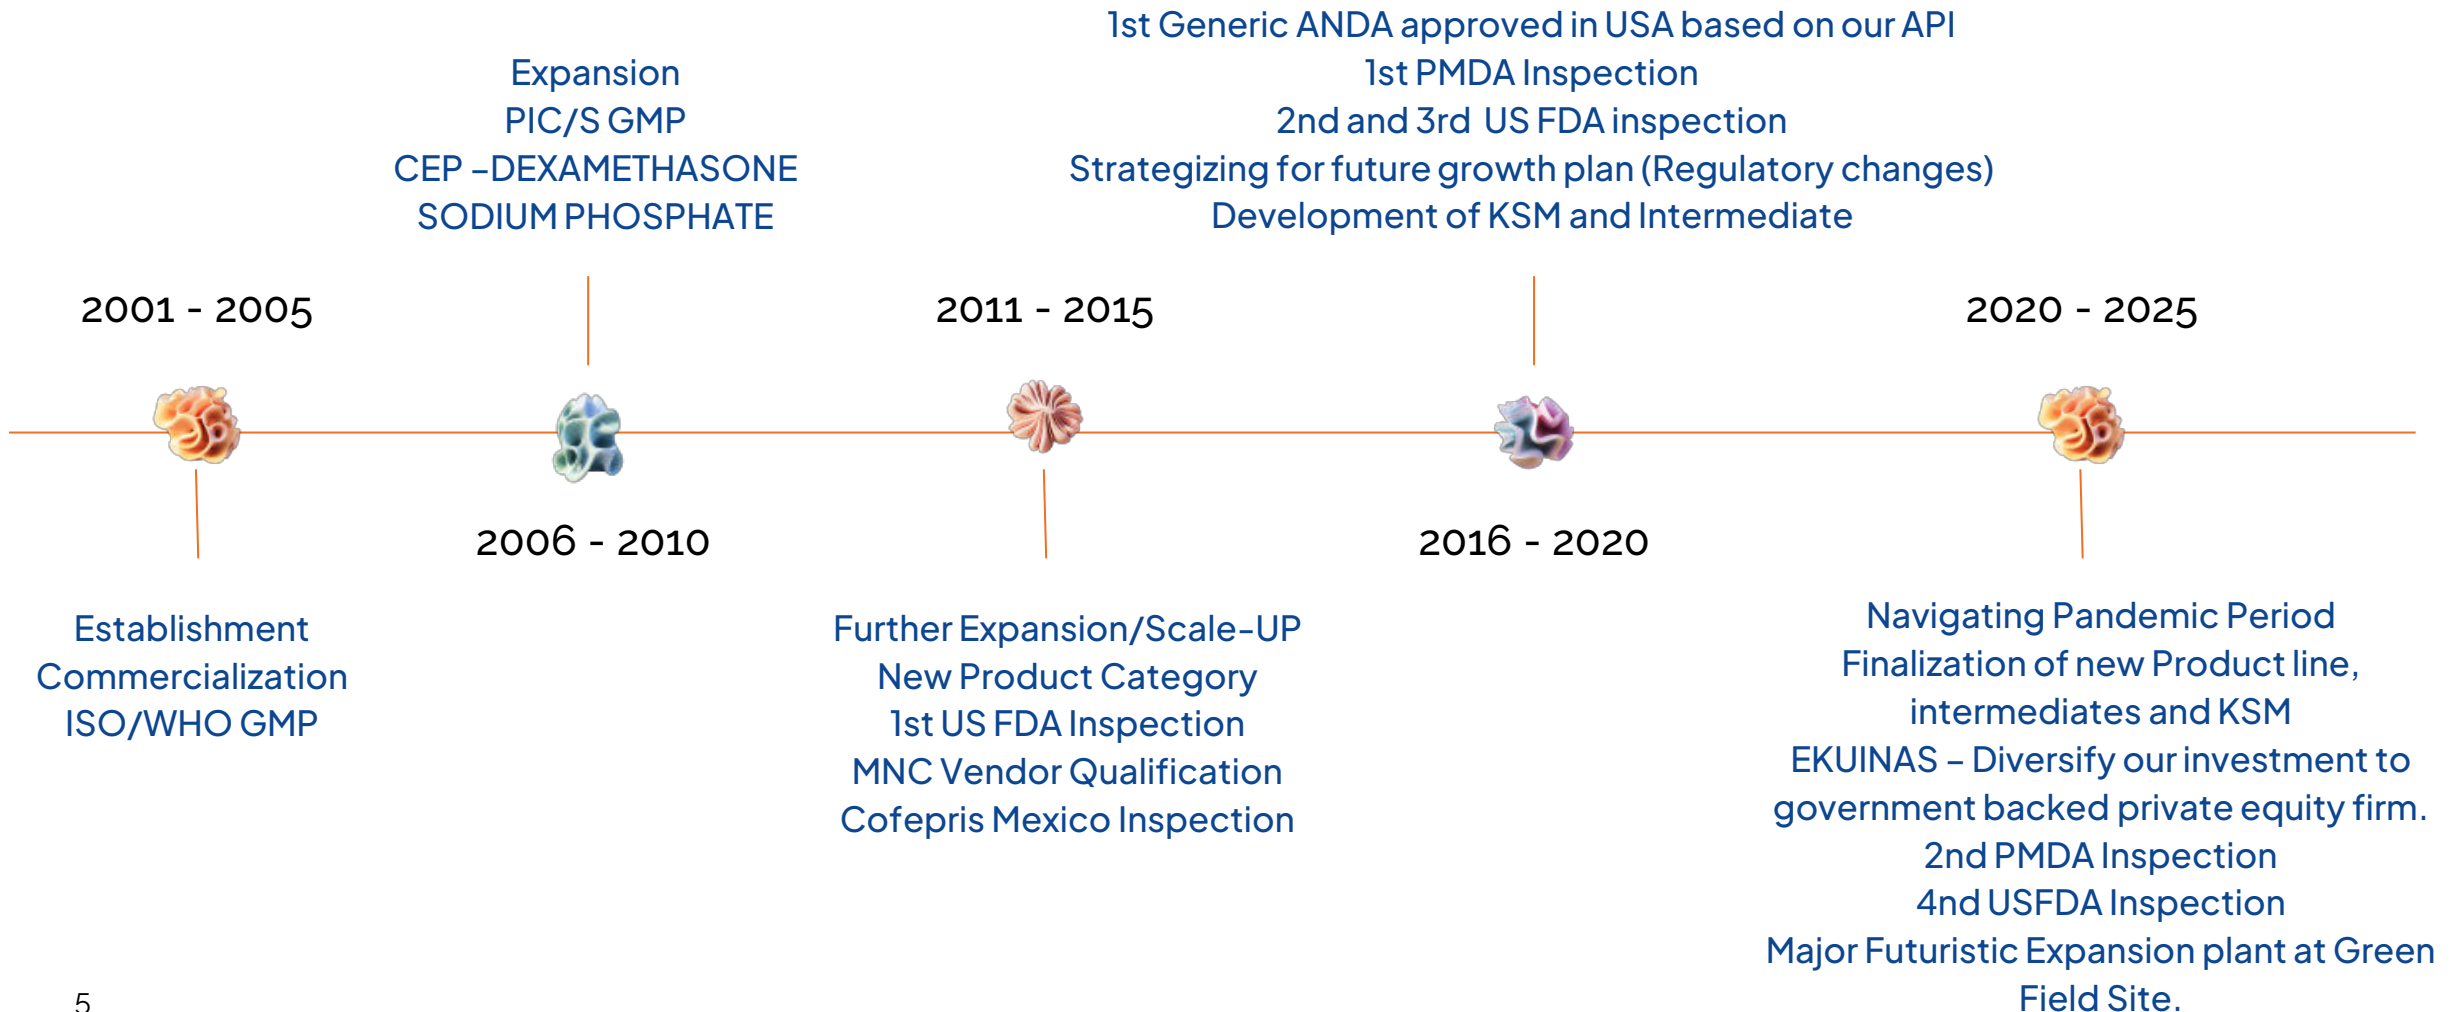 2001 - 2005
Establishment
Commercialization
ISO/WHO GMP
Expansion
PIC/S GMP
CEP –DEXAMETHASONE
SODIUM PHOSPHATE
2006 - 2010
2011 - 2015
Further Expansion/Scale-UP
New Product Category
1st US FDA Inspection
MNC Vendor Qualification
Cofepris Mexico Inspection
1st Generic ANDA approved in USA based on our API
1st PMDA Inspection
2nd and 3rd US FDA inspection
Strategizing for future growth plan (Regulatory changes)
Development of KSM and Intermediate
2016 - 2020
2020 - 2025
Navigating Pandemic Period
Finalization of new Product line,
intermediates and KSM
EKUINAS – Diversify our investment to
government backed private equity firm.
2nd PMDA Inspection
4nd USFDA Inspection
Major Futuristic Expansion plant at Green
Field Site.
5